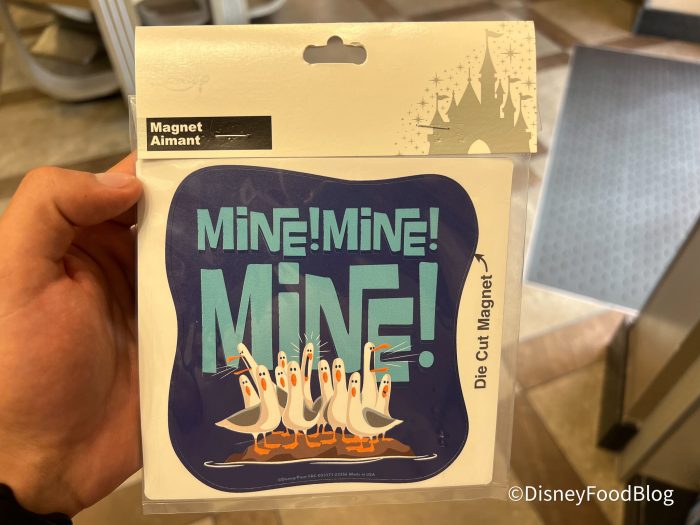 Magnet
Aimant
MiNE!MiNE!
MiNE!
Die Cut Magnet
©DisneyFoodBlog